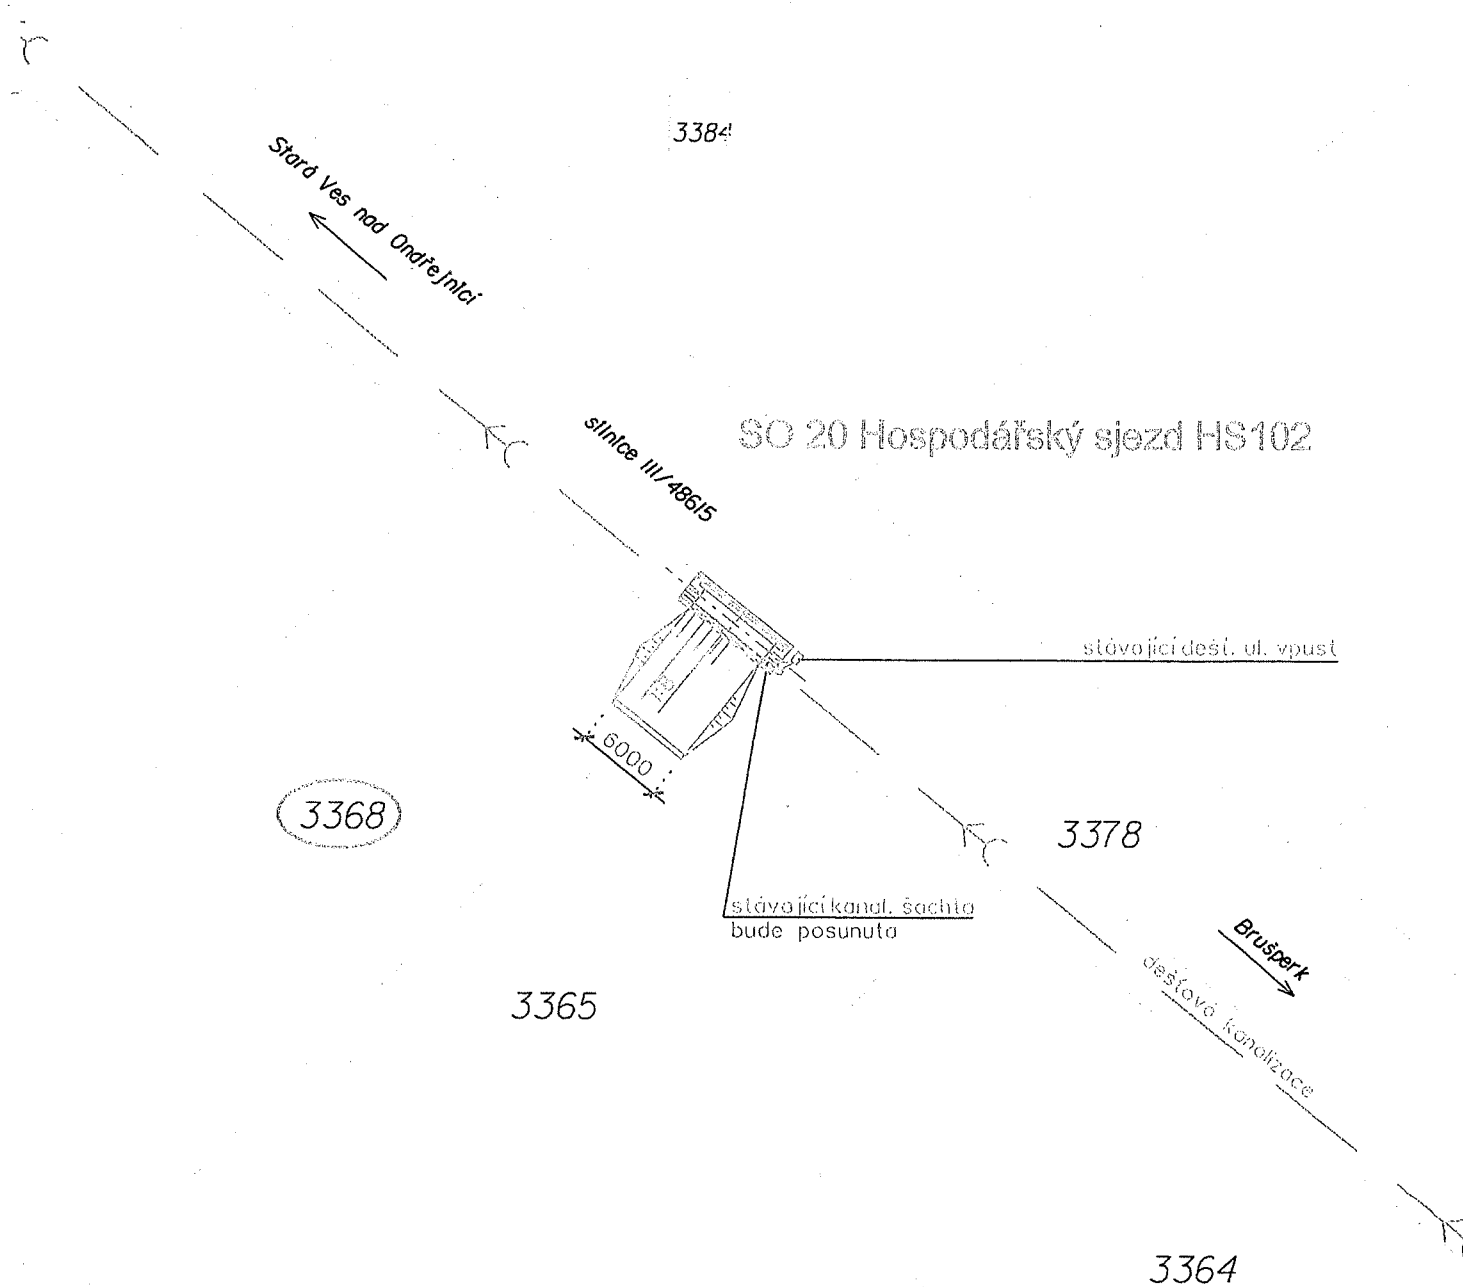 3384
Stará Ves nad Ondřejnicí
silnice III/48615
SO 20 Hospodářský sjezd HS102
stávající dešť. ul. vpusť
6000
3368
3378
stávající kanal. šachta
bude posunuta
Brušperk
dešťová kanalizace
3365
3364